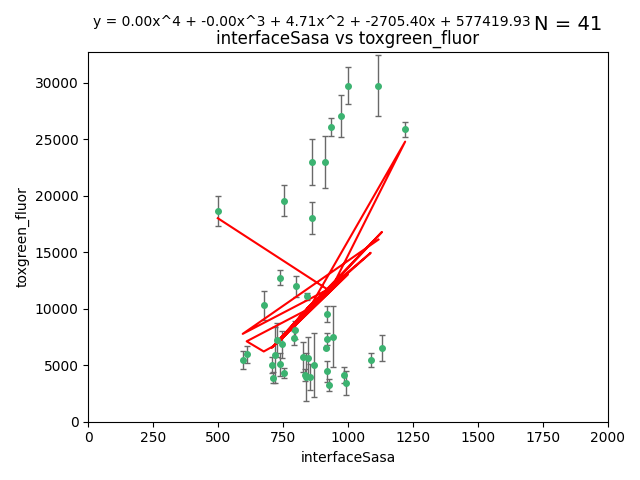 y = 0.00x^4 + -0.00x^3 + 4.71x^2 + -2705.40x + 577419.93 N = 41
interfaceSasa vs toxgreen_fluor
30000
25000
20000
15000
10000
5000
0
toxgreen_fluor
0 250 500 750 1000 1250 1500 1750 2000
interfaceSasa